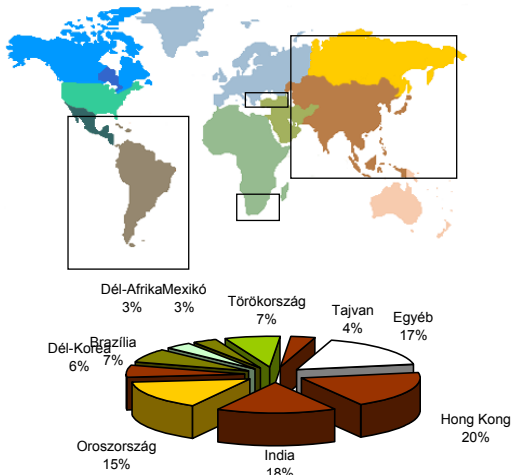 Dél-Afrika
3%
Mexikó
3%
Törökország
7%
Tajvan
4%
Egyéb
17%
Dél-Korea
6%
Brazília
7%
Hong Kong
20%
Oroszország
15%
India
18%